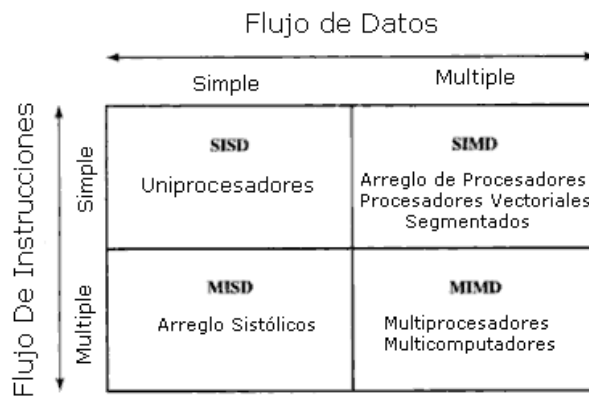 Flujo de Datos
Simple
Multiple
Flujo De Instrucciones
Simple
SISD
Uniprocesadores
SIMD
Arreglo de Procesadores
Procesadores Vectoriales
Segmentados
Multiple
MISD
Arreglo Sistólicos
MIMD
Multiprocesadores
Multicomputadores